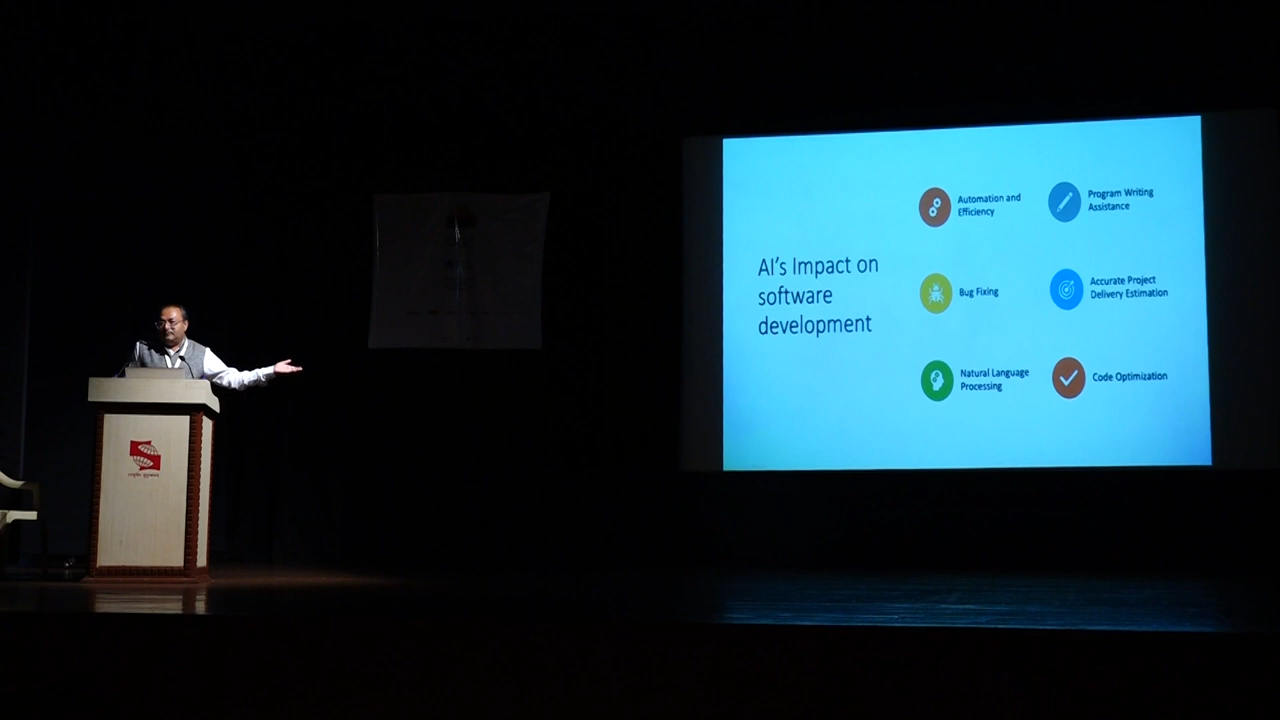 AI's Impact on
software
development
Automation and
Efficiency
Program Writing
Assistance
Bug Fixing
Accurate Project
Delivery Estimation
Natural Language
Processing
Code Optimization